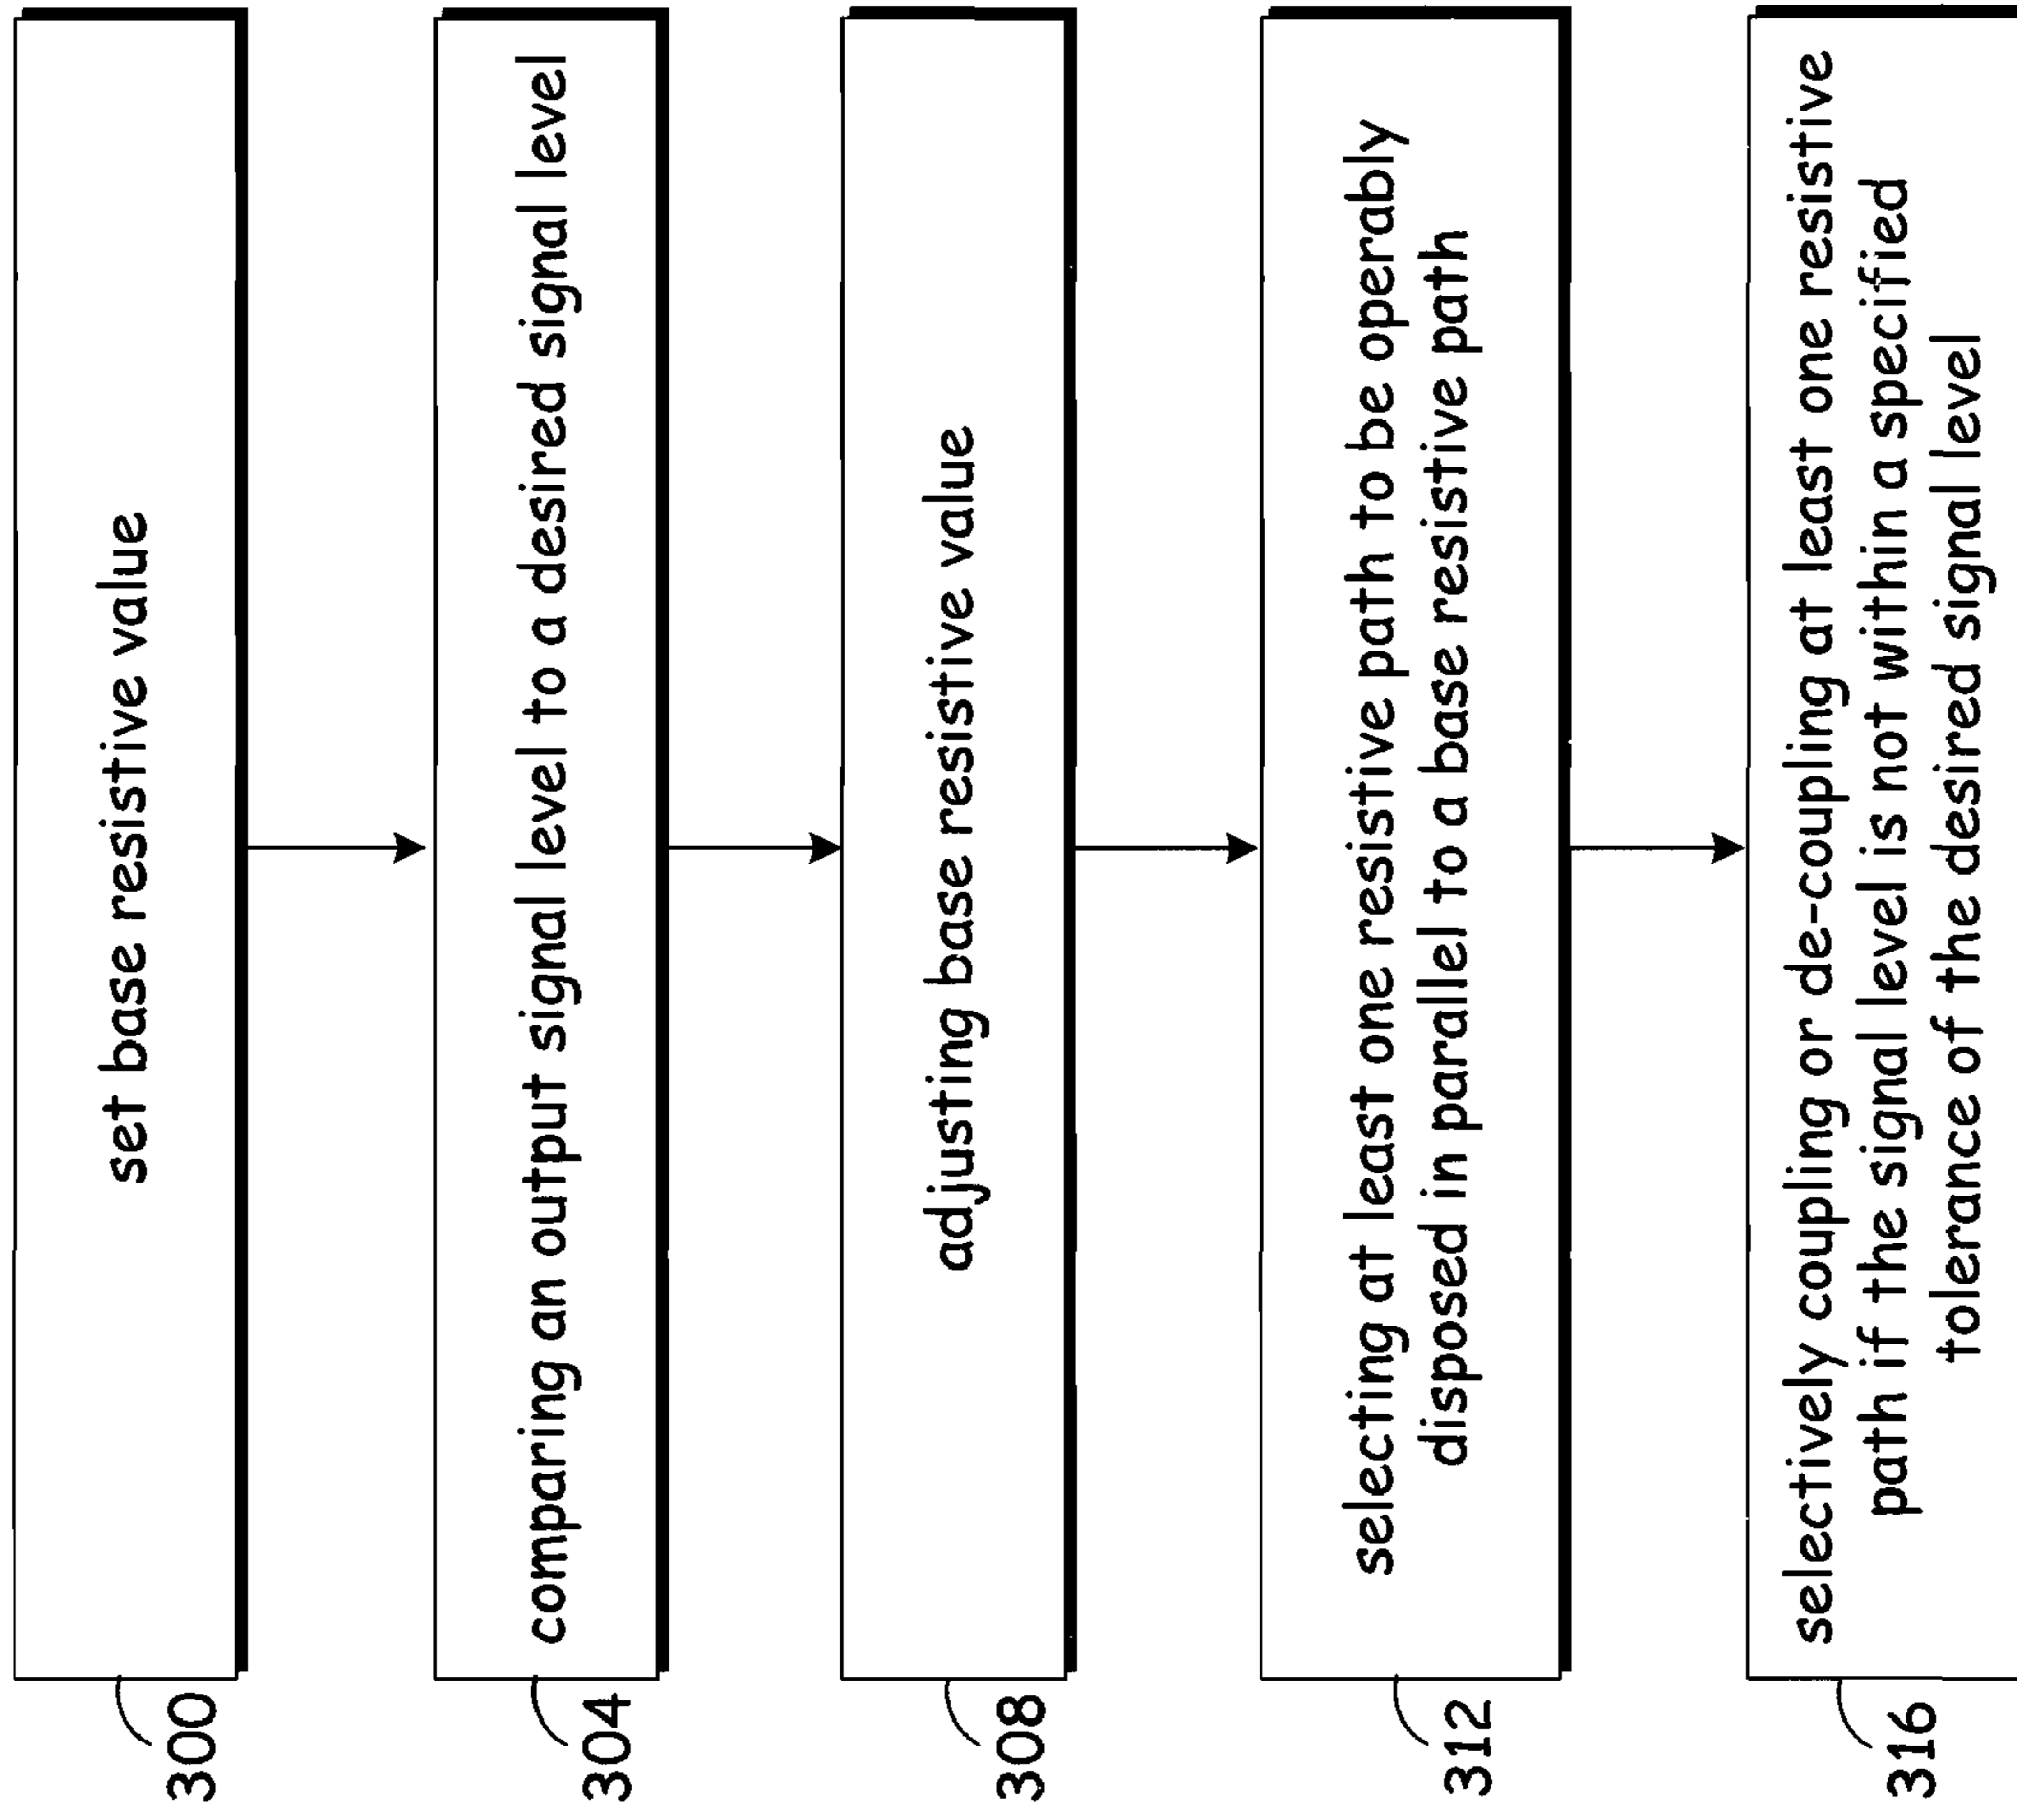 set base resistive value
300
comparing an output signal level to a desired signal level
304
adjusting base resistive value
308
selecting at least one resistive path to be operably
disposed in parallel to a base resistive path
312
selectively coupling or de-coupling at least one resistive
path if the signal level is not within a specified
tolerance of the desired signal level
316